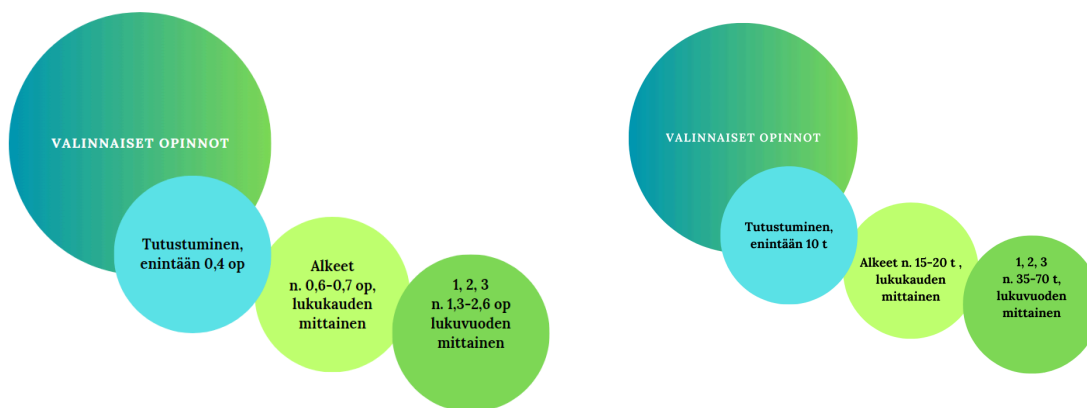 VALINNAISET OPINNOT
Tutustuminen,
enintään 0,4 op
Alkeet
n. 0,6-0,7 op,
lukukauden
mittainen
1, 2, 3
n. 1,3-2,6 op
lukuvuoden
mittainen
VALINNAISET OPINNOT
Tutustuminen,
enintään 10 t
Alkeet n. 15-20 t ,
lukukauden
mittainen
1, 2, 3
n. 35-70 t,
lukuvuoden
mittainen